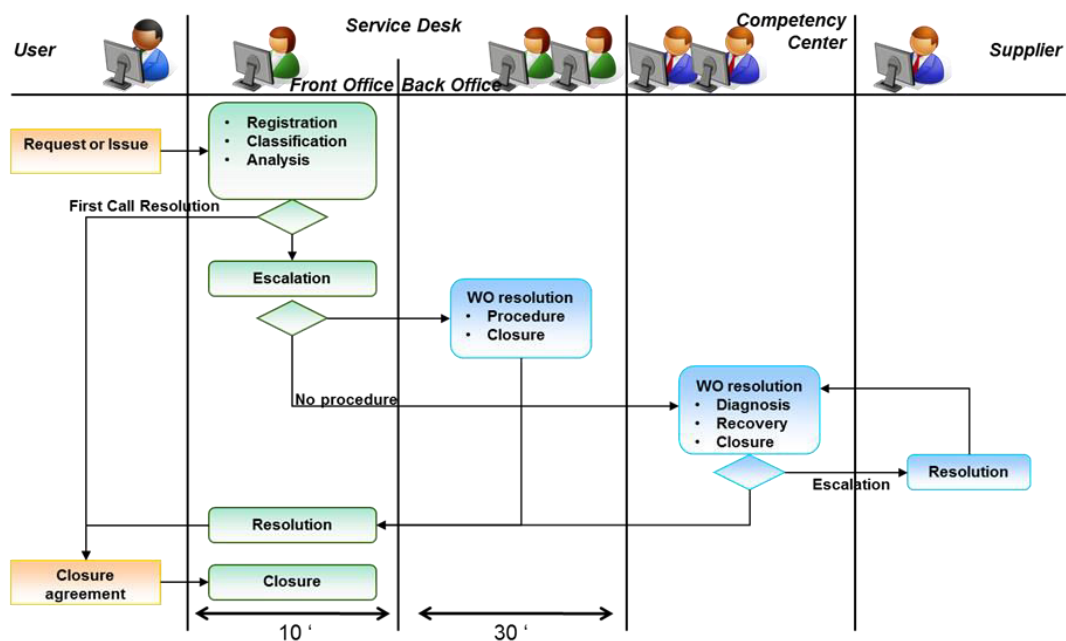 User
Service Desk
Competency
Center
Supplier
Front Office
Back Office
Request or Issue
• Registration
• Classification
• Analysis
First Call Resolution
Escalation
WO resolution
• Procedure
• Closure
No procedure
WO resolution
• Diagnosis
• Recovery
• Closure
Escalation
Resolution
Resolution
Closure
agreement
Closure
10 ‘
30 ‘